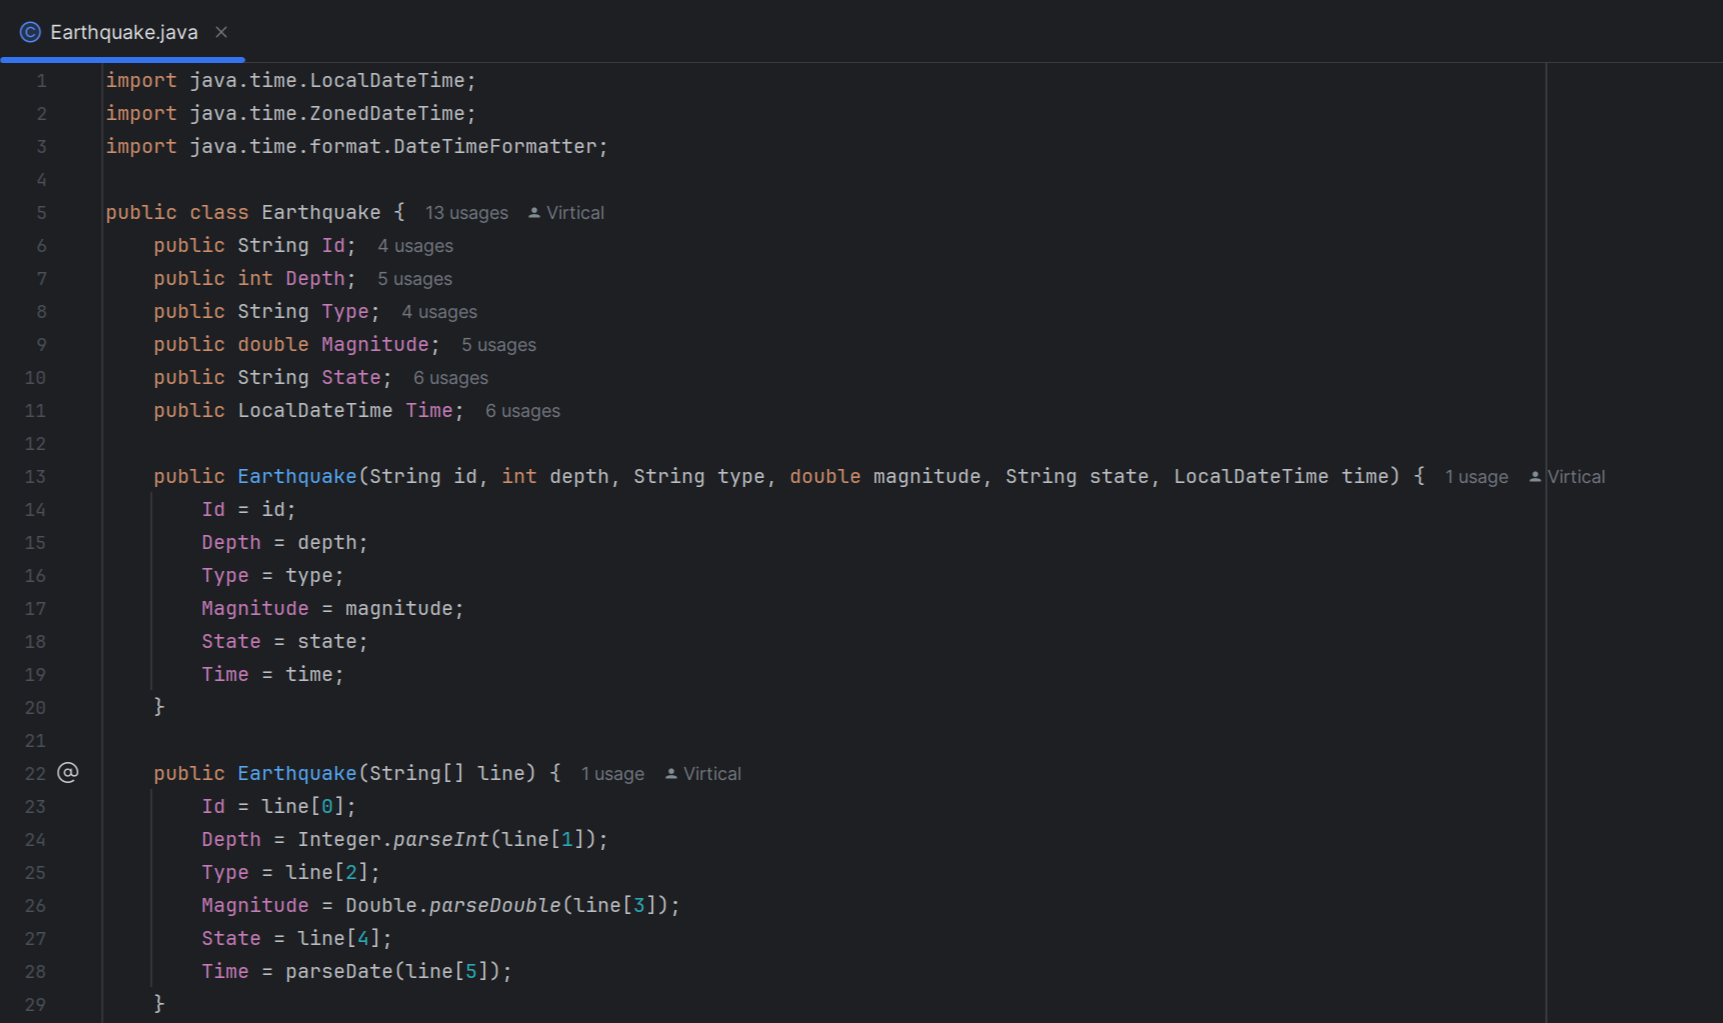 Earthquake.java
1 import java.time.LocalDateTime;
2 import java.time.ZonedDateTime;
3 import java.time.format.DateTimeFormatter;
4
5 public class Earthquake { 13 usages Virtical
6 public String Id; 4 usages
7 public int Depth; 5 usages
8 public String Type; 4 usages
9 public double Magnitude; 5 usages
10 public String State; 6 usages
11 public LocalDateTime Time; 6 usages
12
13 public Earthquake(String id, int depth, String type, double magnitude, String state, LocalDateTime time) { 1 usage Virtical
14 Id = id;
15 Depth = depth;
16 Type = type;
17 Magnitude = magnitude;
18 State = state;
19 Time = time;
20 }
21
22 @ public Earthquake(String[] line) { 1 usage Virtical
23 Id = line[0];
24 Depth = Integer.parseInt(line[1]);
25 Type = line[2];
26 Magnitude = Double.parseDouble(line[3]);
27 State = line[4];
28 Time = parseDate(line[5]);
29 }